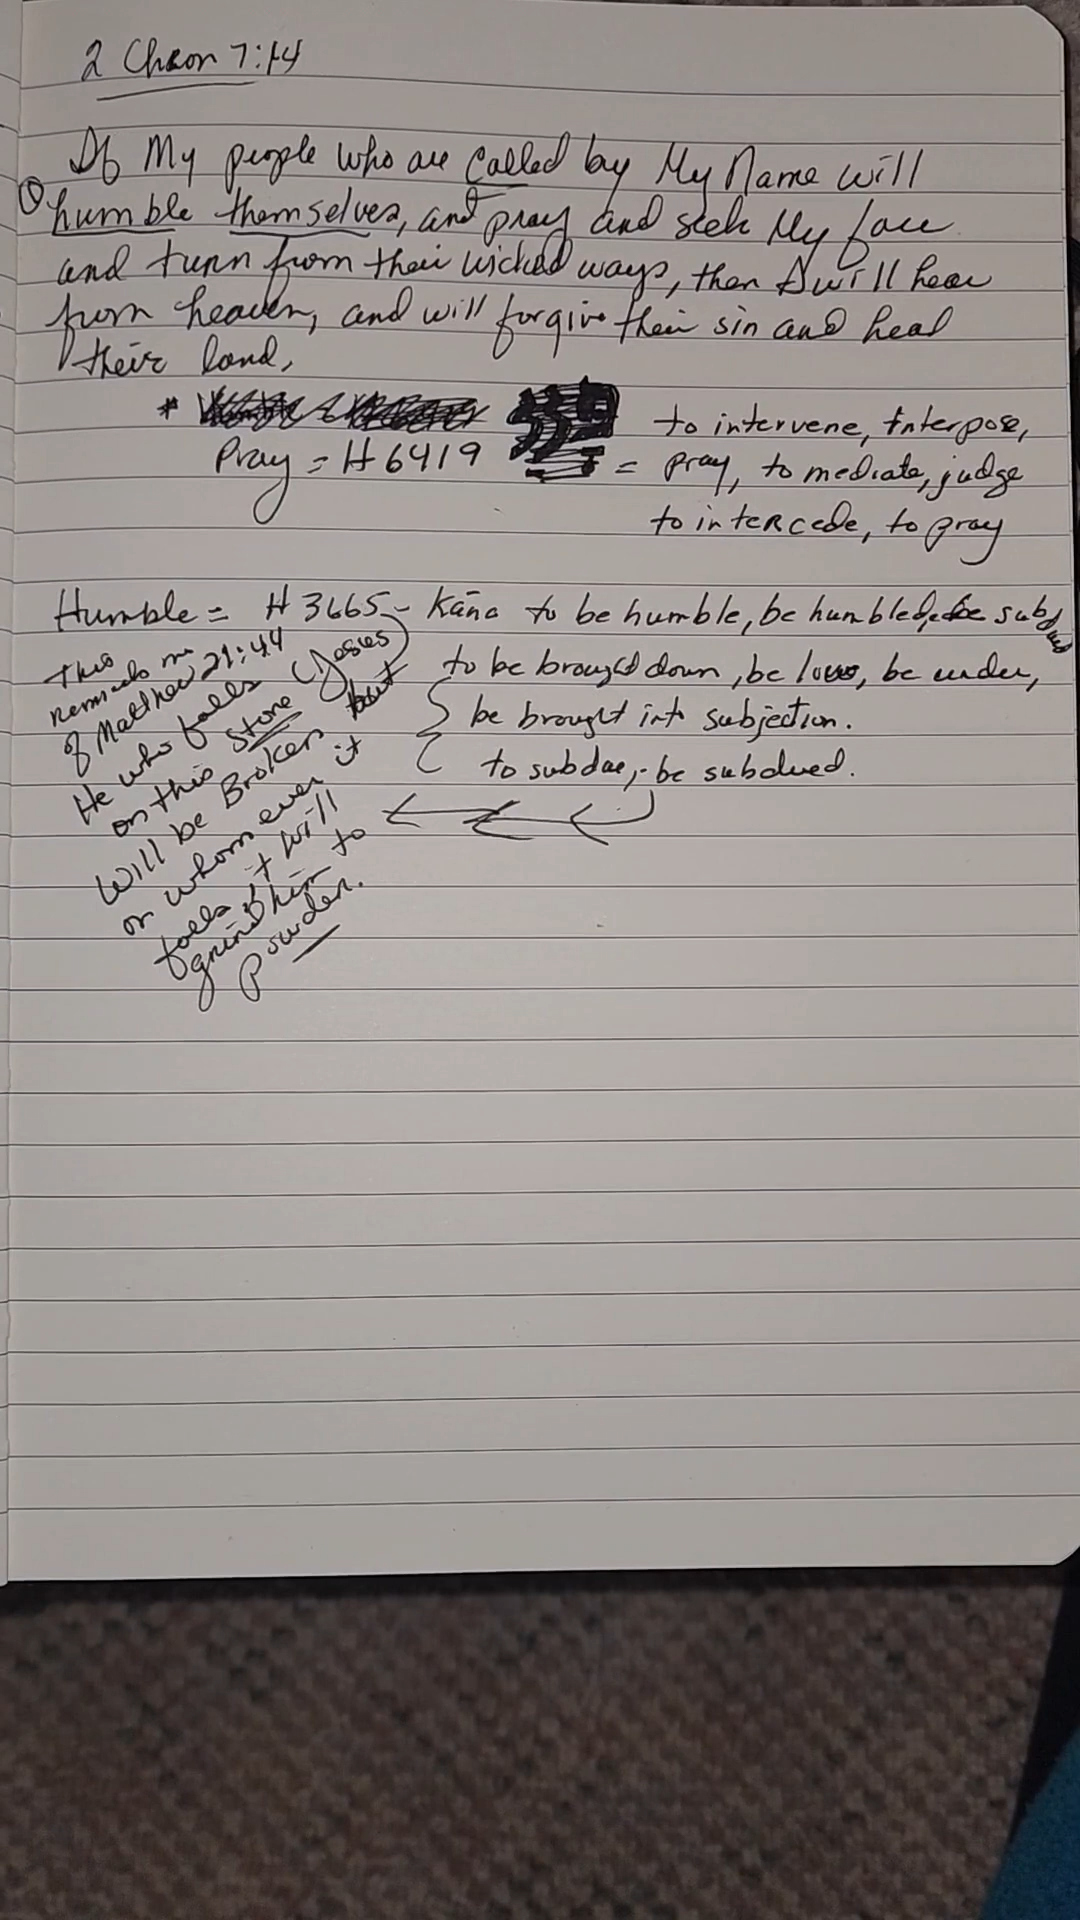 2 Chron 7:14
If My people who are called by My Name will
① humble themselves, and pray and seek My face
and turn from their wicked ways, then I will hear
from heaven, and will forgive their sin and heal
their land.
*
to intervene, interpose,
Pray = H6419 = pray, to mediate, judge
to intercede, to pray
Humble = H3665 - Kāna to be humble, be humbled, be subdued
to be brought down, be low, be under,
be brought into subjection.
to subdue, be subdued.
This
reminds me
of Matthew 21:44
He who falls
on this Stone (Jesus)
will be Broken but
on whom ever it
falls it will
grind him to
powder.